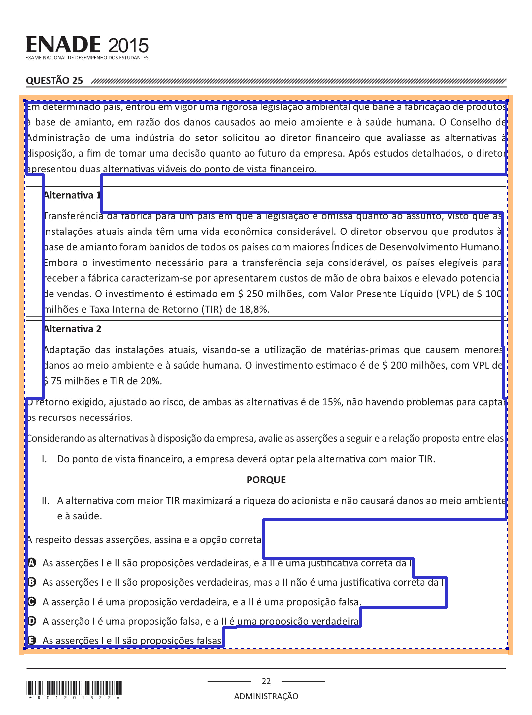 ENADE 2015
EXAME NACIONAL DE DESEMPENHO DOS ESTUDANTES
QUESTÃO 25
Em determinado país, entrou em vigor uma rigorosa legislação ambiental que bane a fabricação de produtos
à base de amianto, em razão dos danos causados ao meio ambiente e à saúde humana. O Conselho de
Administração de uma indústria do setor solicitou ao diretor financeiro que avaliasse as alternativas à
disposição, a fim de tomar uma decisão quanto ao futuro da empresa. Após estudos detalhados, o diretor
apresentou duas alternativas viáveis do ponto de vista financeiro.
Alternativa 1
Transferência da fábrica para um país em que a legislação é omissa quanto ao assunto, visto que as
instalações atuais ainda têm uma vida econômica considerável. O diretor observou que produtos à
base de amianto foram banidos de todos os países com maiores Índices de Desenvolvimento Humano.
Embora o investimento necessário para a transferência seja considerável, os países elegíveis para
receber a fábrica caracterizam-se por apresentarem custos de mão de obra baixos e elevado potencial
de vendas. O investimento é estimado em $ 250 milhões, com Valor Presente Líquido (VPL) de $ 100
milhões e Taxa Interna de Retorno (TIR) de 18,8%.
Alternativa 2
Adaptação das instalações atuais, visando-se a utilização de matérias-primas que causem menores
danos ao meio ambiente e à saúde humana. O investimento estimado é de $ 200 milhões, com VPL de
$ 75 milhões e TIR de 20%.
O retorno exigido, ajustado ao risco, de ambas as alternativas é de 15%, não havendo problemas para captar
os recursos necessários.
Considerando as alternativas à disposição da empresa, avalie as asserções a seguir e a relação proposta entre elas.
I. Do ponto de vista financeiro, a empresa deverá optar pela alternativa com maior TIR.
PORQUE
II. A alternativa com maior TIR maximizará a riqueza do acionista e não causará danos ao meio ambiente
e à saúde.
A respeito dessas asserções, assinale a opção correta.
A As asserções I e II são proposições verdadeiras, e a II é uma justificativa correta da I.
B As asserções I e II são proposições verdadeiras, mas a II não é uma justificativa correta da I.
C A asserção I é uma proposição verdadeira, e a II é uma proposição falsa.
D A asserção I é uma proposição falsa, e a II é uma proposição verdadeira.
E As asserções I e II são proposições falsas.
22
ADMINISTRAÇÃO